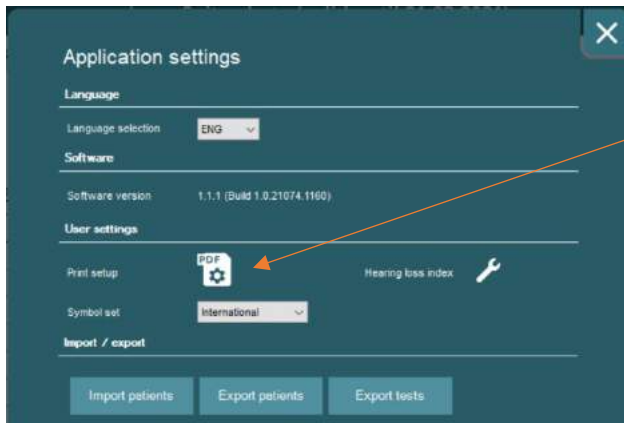 Application settings
Language
Language selection ENG
Software
Software version 1.1.1 (Build 1.0.21074.1160)
User settings
PDF
Print setup Hearing loss index
Symbol set International
Import / export
Import patients Export patients Export tests